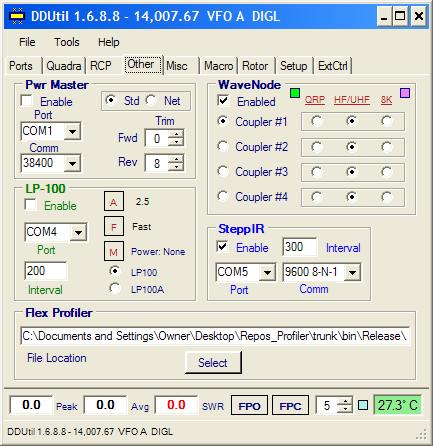 DDUtil 1.6.8.8 - 14,007.67 VFO A DIGL
File Tools Help
Ports Quadra RCP Other Misc Macro Rotor Setup ExtCtrl
Pwr Master
Enable Std Net
Port Trim
COM1 Fwd 0
Comm
38400 Rev 8
WaveNode
Enabled QRP HF/UHF 8K
Coupler #1
Coupler #2
Coupler #3
Coupler #4
LP-100
Enable A 2.5
COM4 F Fast
Port M Power: None
200 LP100
Interval LP100A
SteppIR
Enable 300 Interval
COM5 9600 8-N-1
Port Comm
Flex Profiler
C:\Documents and Settings\Owner\Desktop\Repos_Profiler\trunk\bin\Release\
File Location Select
0.0 Peak 0.0 Avg 0.0 SWR FPO FPC 5 27.3° C
DDUtil 1.6.8.8 - 14,007.67 VFO A DIGL